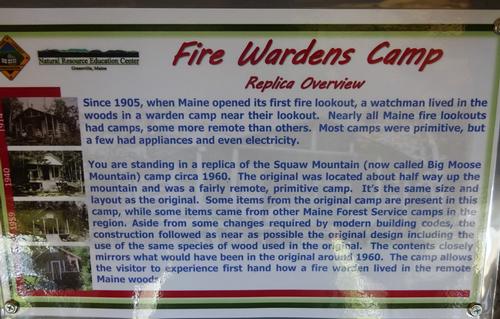 Fire Wardens Camp
Natural Resource Education Center
Greenville, Maine
Replica Overview
Since 1905, when Maine opened its first fire lookout, a watchman lived in the
woods in a warden camp near their lookout. Nearly all Maine fire lookouts
had camps, some more remote than others. Most camps were primitive, but
a few had appliances and even electricity.
You are standing in a replica of the Squaw Mountain (now called Big Moose
Mountain) camp circa 1960. The original was located about half way up the
mountain and was a fairly remote, primitive camp. It's the same size and
layout as the original. Some items from the original camp are present in this
camp, while some items came from other Maine Forest Service camps in the
region. Aside from some changes required by modern building codes, the
construction followed as near as possible the original design including the
use of the same species of wood used in the original. The contents closely
mirrors what would have been in the original around 1960. The camp allows
the visitor to experience first hand how a fire warden lived in the remote
Maine woods.
1914
1940
1959